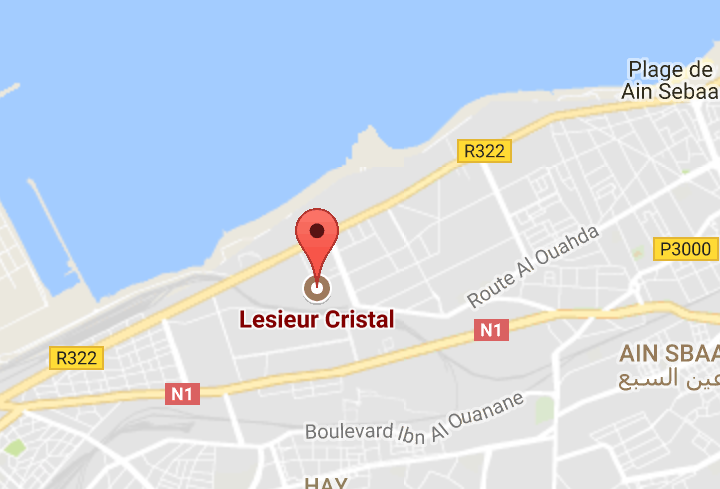 Plage de
Ain Sebaa
R322
P3000
Route Al Ouahda
Lesieur Cristal
N1
R322
AIN SBAA
عين السبع
N1
Boulevard Ibn Al Ouanane
HAY